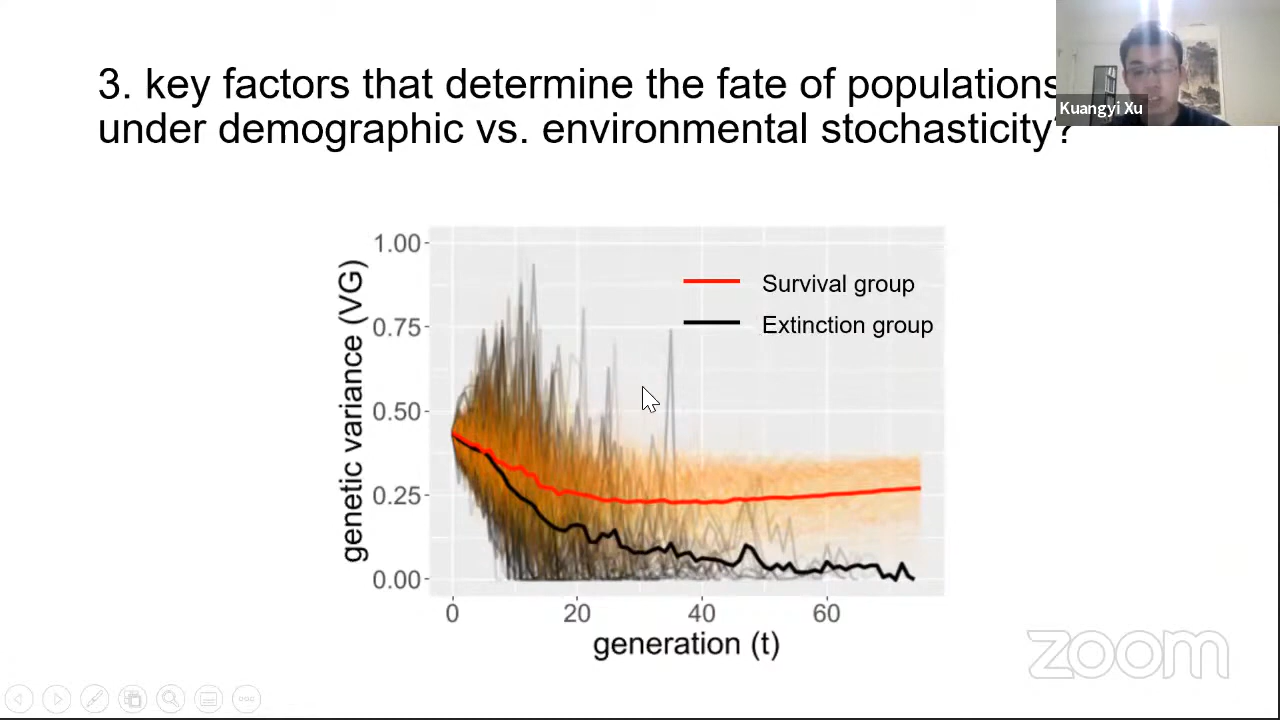 3. key factors that determine the fate of populations
under demographic vs. environmental stochasticity?
Kuangyi Xu
genetic variance (VG)
1.00
0.75
0.50
0.25
0.00
Survival group
Extinction group
0 20 40 60
generation (t)
zoom